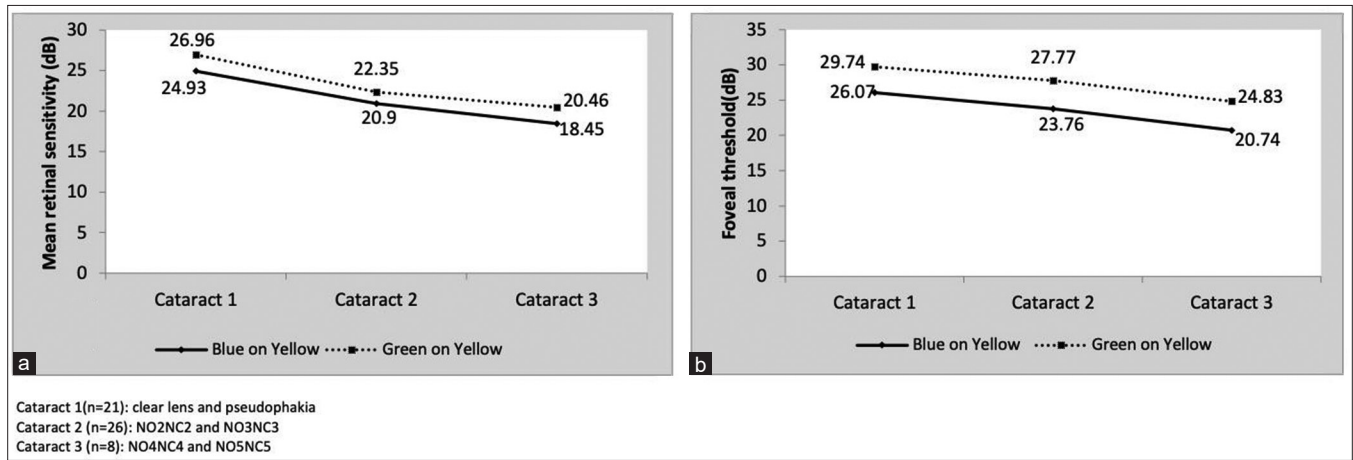 30
25
20
15
10
5
0
Mean retinal sensitivity (dB)
26.96
24.93
22.35
20.9
20.46
18.45
Cataract 1 Cataract 2 Cataract 3
Blue on Yellow Green on Yellow
a
35
30
25
20
15
10
5
0
Foveal threshold(dB)
29.74
26.07
27.77
23.76
24.83
20.74
Cataract 1 Cataract 2 Cataract 3
Blue on Yellow Green on Yellow
b
Cataract 1(n=21): clear lens and pseudophakia
Cataract 2 (n=26): NO2NC2 and NO3NC3
Cataract 3 (n=8): NO4NC4 and NO5NC5